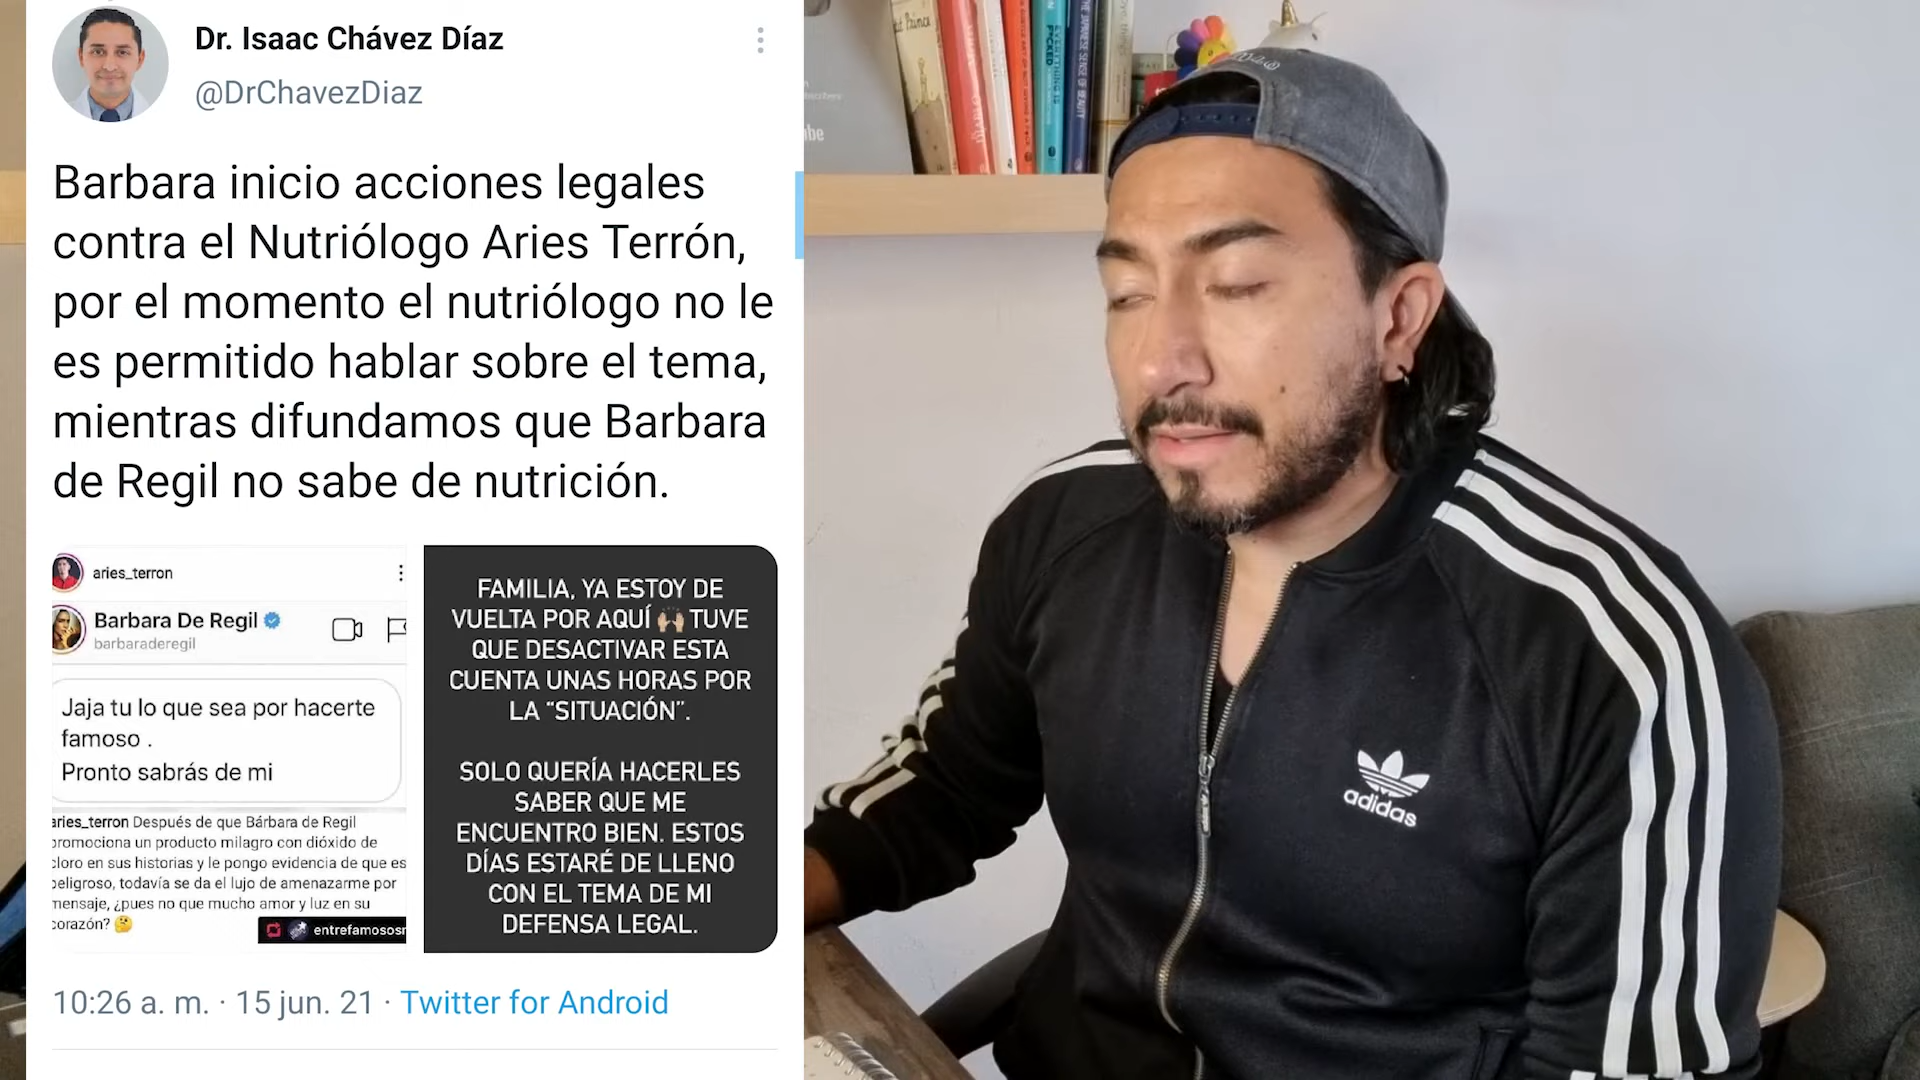 Dr. Isaac Chávez Díaz
@DrChavezDiaz
Barbara inicio acciones legales
contra el Nutriólogo Aries Terrón,
por el momento el nutriólogo no le
es permitido hablar sobre el tema,
mientras difundamos que Barbara
de Regil no sabe de nutrición.
aries_terron
Barbara De Regil
barbaraderegil
Jaja tu lo que sea por hacerte
famoso .
Pronto sabrás de mi
aries_terron Después de que Bárbara de Regil
promociona un producto milagro con dióxido de
cloro en sus historias y le pongo evidencia de que es
peligroso, todavía se da el lujo de amenazarme por
mensaje, ¿pues no que mucho amor y luz en su
corazón? 🤔
FAMILIA, YA ESTOY DE
VUELTA POR AQUÍ 🙌🏼 TUVE
QUE DESACTIVAR ESTA
CUENTA UNAS HORAS POR
LA “SITUACIÓN”.
SOLO QUERÍA HACERLES
SABER QUE ME
ENCUENTRO BIEN. ESTOS
DÍAS ESTARÉ DE LLENO
CON EL TEMA DE MI
DEFENSA LEGAL.
10:26 a. m. · 15 jun. 21 · Twitter for Android
adidas